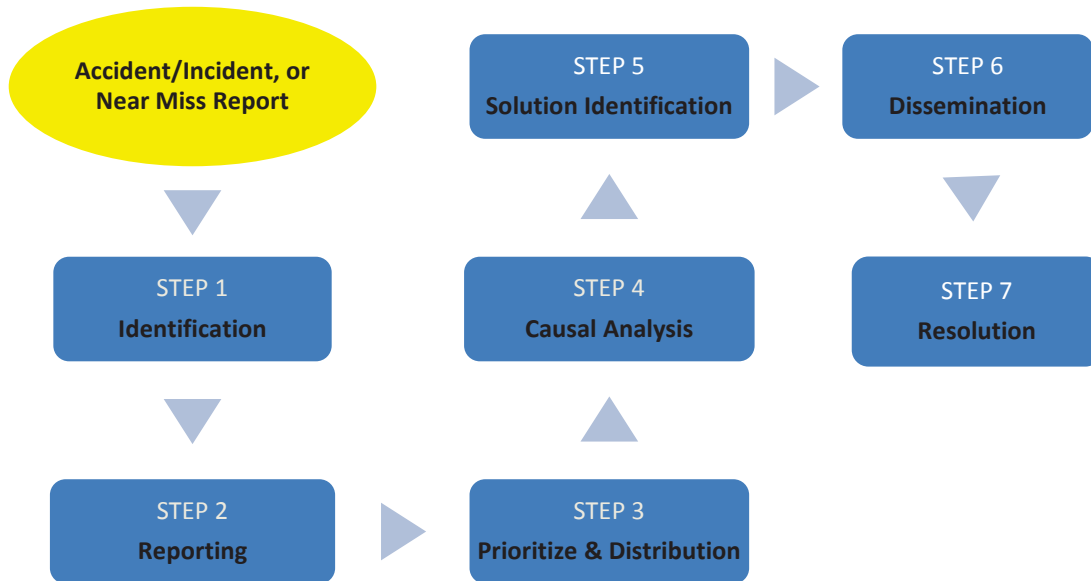 Accident/Incident, or
Near Miss Report
STEP 1
Identification
STEP 2
Reporting
STEP 3
Prioritize & Distribution
STEP 4
Causal Analysis
STEP 5
Solution Identification
STEP 6
Dissemination
STEP 7
Resolution